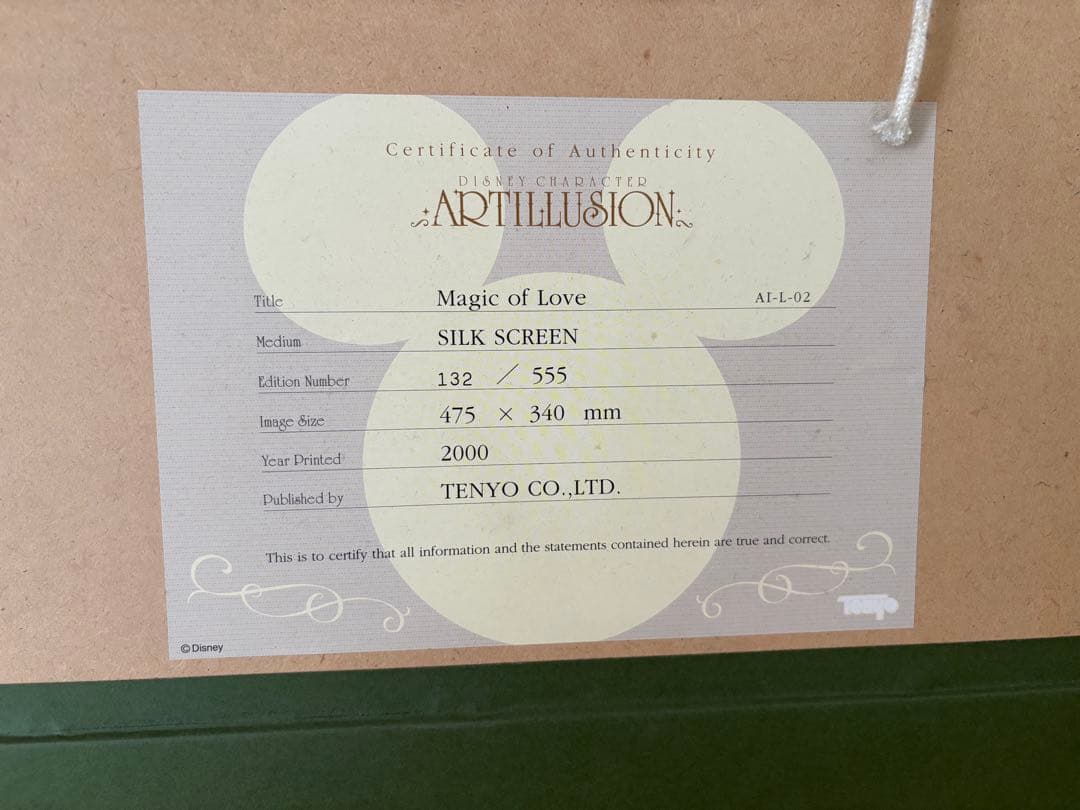 Certificate of Authenticity
DISNEY CHARACTER
ARTILLUSION
Title Magic of Love AI-L-02
Medium SILK SCREEN
Edition Number 132 / 555
Image Size 475 × 340 mm
Year Printed 2000
Published by TENYO CO.,LTD.
This is to certify that all information and the statements contained herein are true and correct.
Tenyo
©Disney